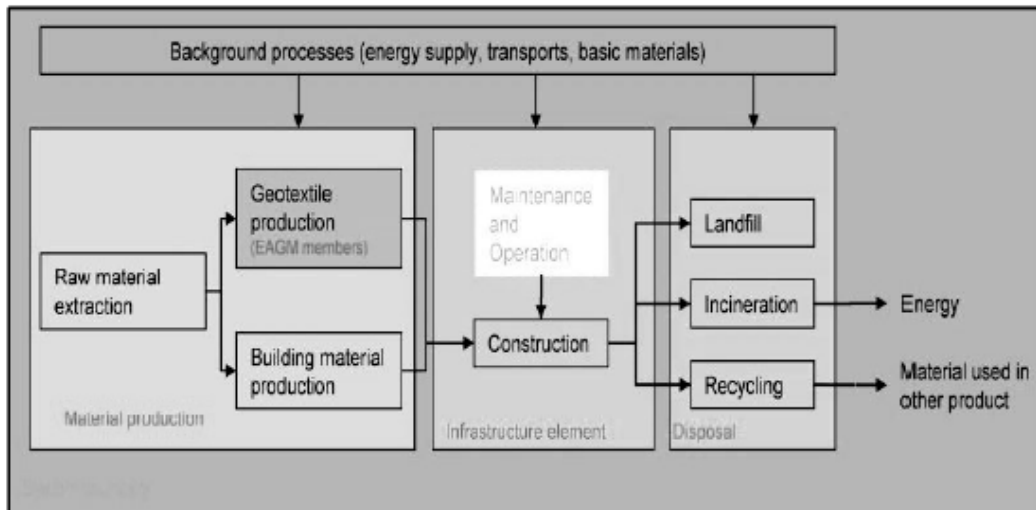 Background processes (energy supply, transports, basic materials)
Geotextile
production
(EAGM members)
Raw material
extraction
Building material
production
Material production
Maintenance
and
Operation
Construction
Infrastructure element
Landfill
Incineration
Recycling
Disposal
Energy
Material used in
other product